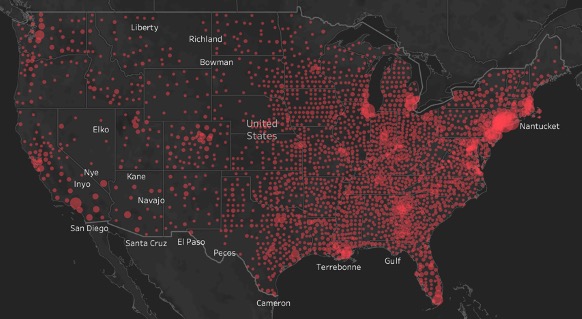 Liberty
Richland
Bowman
United
States
Elko
Nantucket
Nye
Inyo
Kane
Navajo
San Diego
Santa Cruz
El Paso
Pecos
Terrebonne
Gulf
Cameron